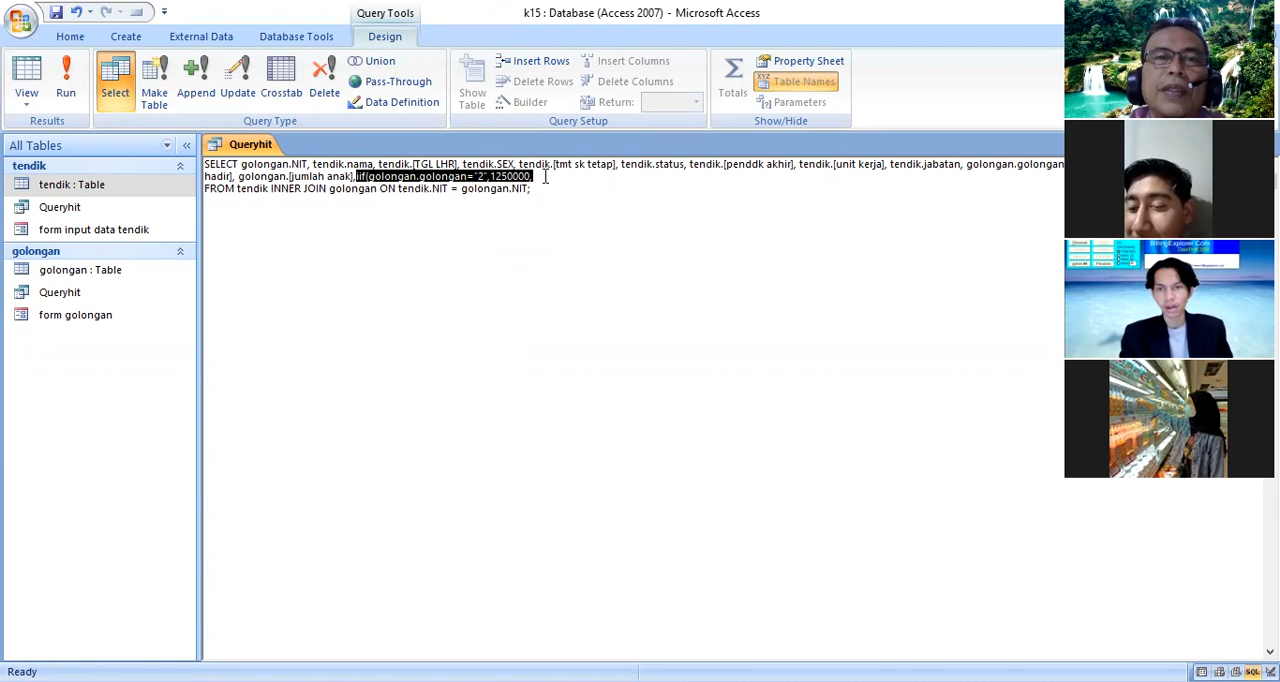 k15 : Database (Access 2007) - Microsoft Access
Query Tools
Home
Create
External Data
Database Tools
Design
View
Run
Results
Select
Make Table
Append
Update
Crosstab
Delete
Union
Pass-Through
Data Definition
Query Type
Show Table
Insert Rows
Delete Rows
Builder
Insert Columns
Delete Columns
Return:
Query Setup
Totals
Property Sheet
Table Names
Parameters
Show/Hide
All Tables
tendik
tendik : Table
Queryhit
form input data tendik
golongan
golongan : Table
Queryhit
form golongan
Queryhit
SELECT golongan.NIT, tendik.nama, tendik.[TGL LHR], tendik.SEX, tendik.[tmt sk tetap], tendik.status, tendik.[penddk akhir], tendik.[unit kerja], tendik.jabatan, golongan.golongan
hadir], golongan.[jumlah anak],iif(golongan.golongan="2",1250000,
FROM tendik INNER JOIN golongan ON tendik.NIT = golongan.NIT;
BillingExplorer.Com
Ready
SQL